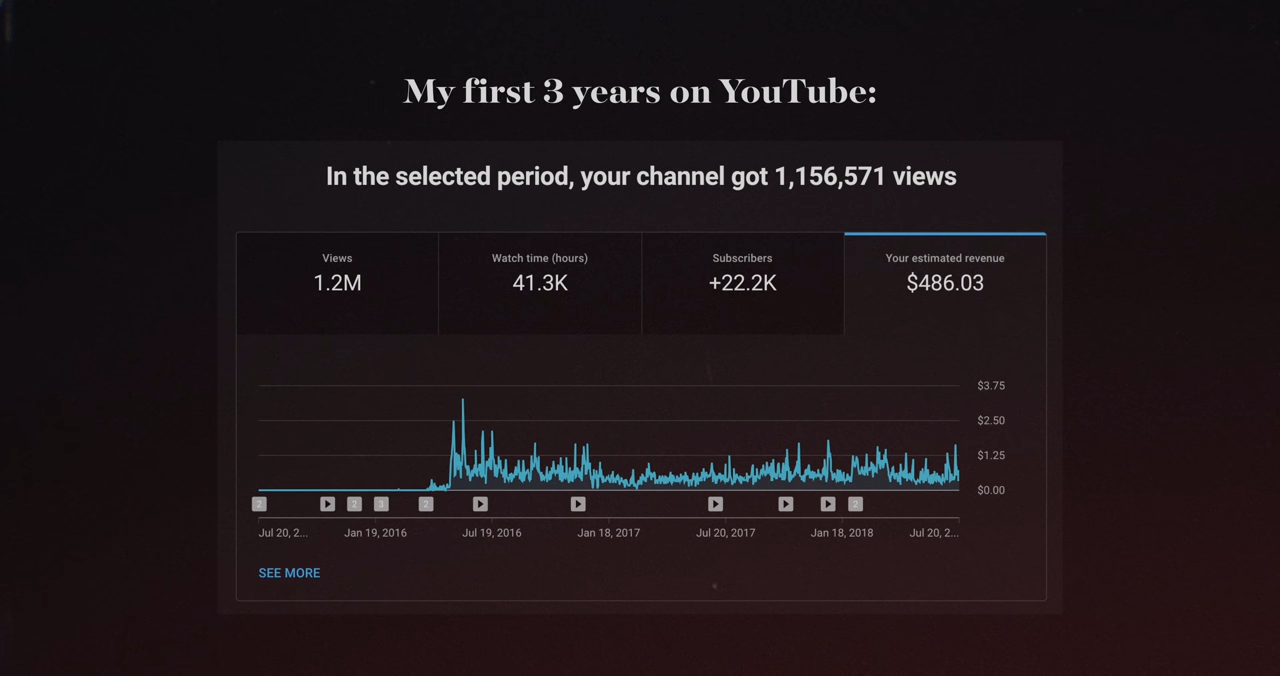 My first 3 years on YouTube:
In the selected period, your channel got 1,156,571 views
Views
1.2M
Watch time (hours)
41.3K
Subscribers
+22.2K
Your estimated revenue
$486.03
$3.75
$2.50
$1.25
$0.00
2 2 3 2 2
Jul 20, 2... Jan 19, 2016 Jul 19, 2016 Jan 18, 2017 Jul 20, 2017 Jan 18, 2018 Jul 20, 2...
SEE MORE